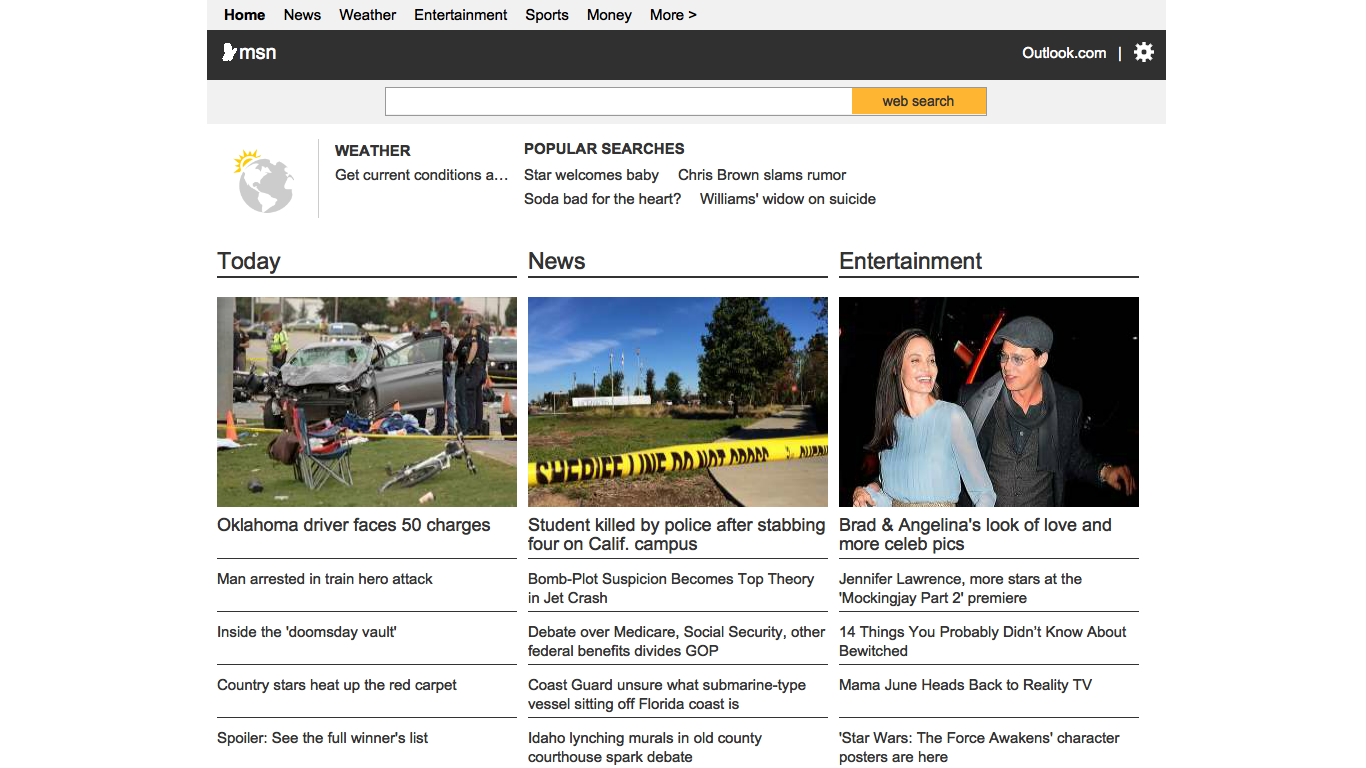 Home News Weather Entertainment Sports Money More >
msn Outlook.com |
web search
WEATHER
Get current conditions a…
POPULAR SEARCHES
Star welcomes baby Chris Brown slams rumor
Soda bad for the heart? Williams' widow on suicide
Today
Oklahoma driver faces 50 charges
Man arrested in train hero attack
Inside the 'doomsday vault'
Country stars heat up the red carpet
Spoiler: See the full winner's list
News
SHERIFF LINE DO NOT CROSS
Student killed by police after stabbing
four on Calif. campus
Bomb-Plot Suspicion Becomes Top Theory
in Jet Crash
Debate over Medicare, Social Security, other
federal benefits divides GOP
Coast Guard unsure what submarine-type
vessel sitting off Florida coast is
Idaho lynching murals in old county
courthouse spark debate
Entertainment
Brad & Angelina's look of love and
more celeb pics
Jennifer Lawrence, more stars at the
'Mockingjay Part 2' premiere
14 Things You Probably Didn't Know About
Bewitched
Mama June Heads Back to Reality TV
'Star Wars: The Force Awakens' character
posters are here